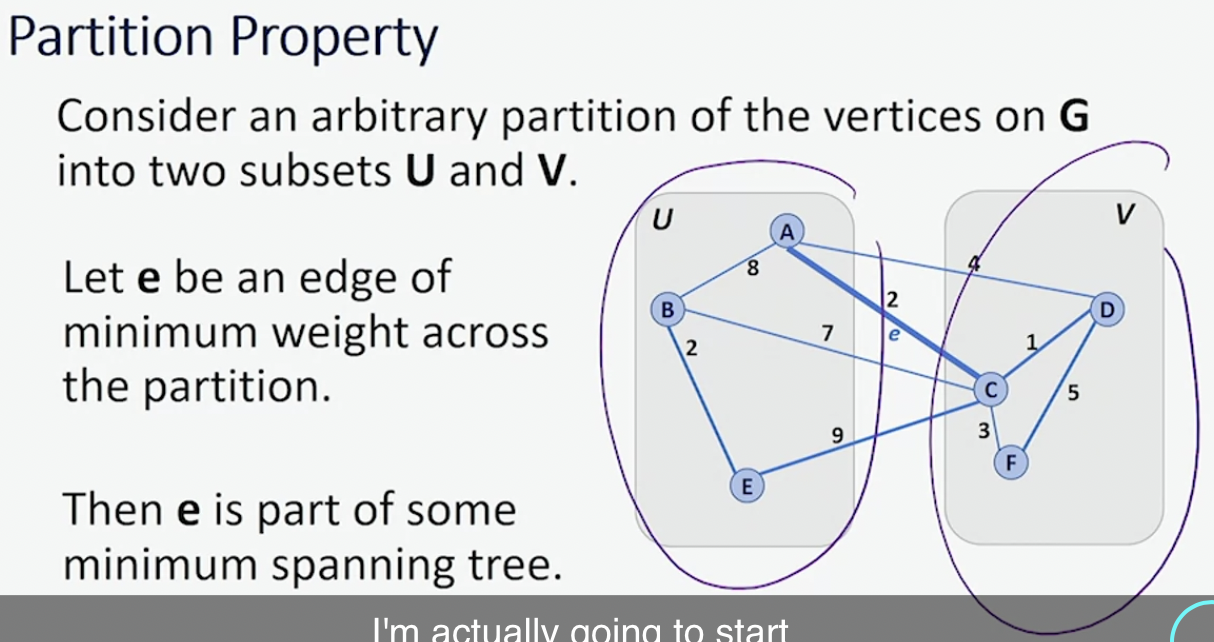 Partition Property
Consider an arbitrary partition of the vertices on G
into two subsets U and V.
Let e be an edge of
minimum weight across
the partition.
Then e is part of some
minimum spanning tree.
U
V
A
8
4
B
2
D
7
e
2
1
C
5
9
3
F
E
I'm actually going to start